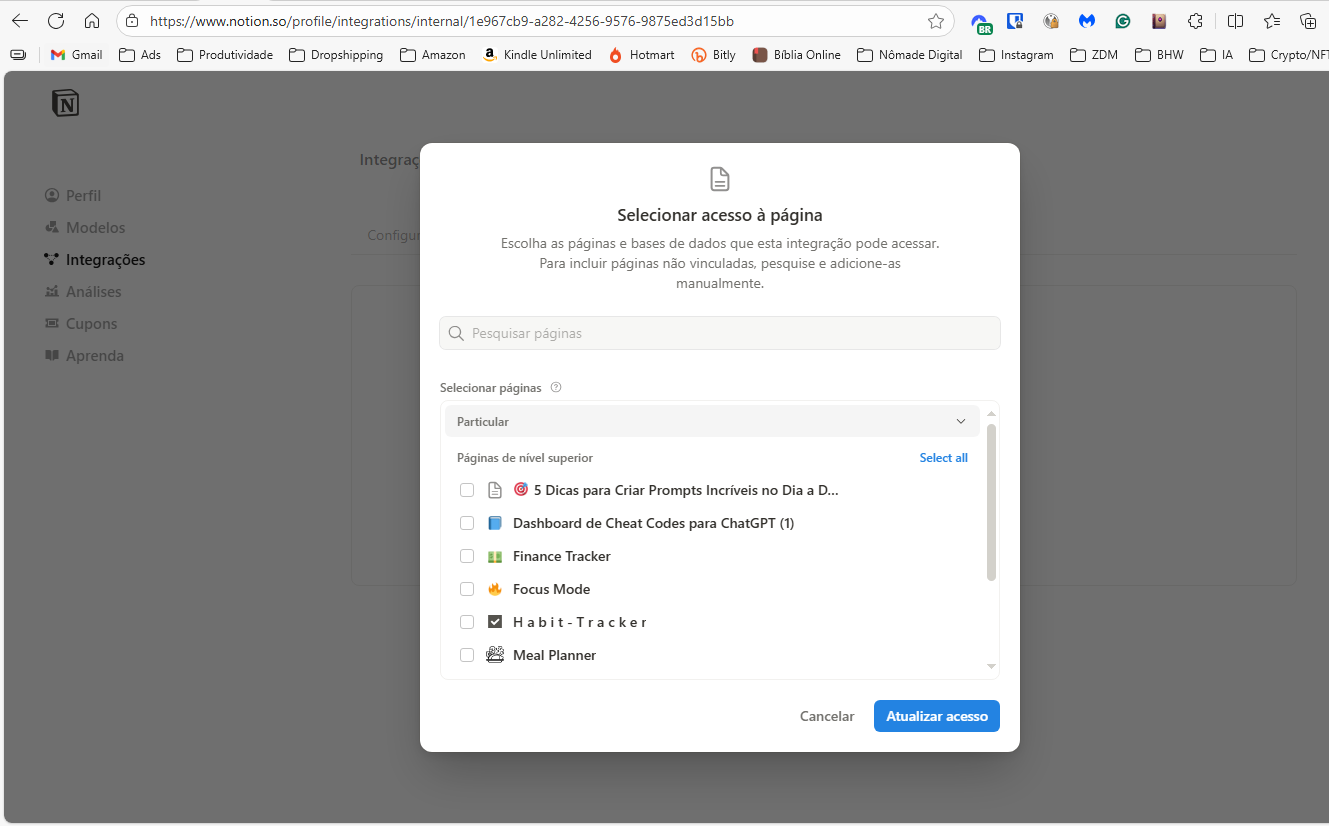 https://www.notion.so/profile/integrations/internal/1e967cb9-a282-4256-9576-9875ed3d15bb
BR
Gmail Ads Produtividade Dropshipping Amazon Kindle Unlimited Hotmart Bitly Bíblia Online Nômade Digital Instagram ZDM BHW IA Crypto/NFT
N
Integraç
Perfil
Modelos
Integrações
Análises
Cupons
Aprenda
Configur
Selecionar acesso à página
Escolha as páginas e bases de dados que esta integração pode acessar.
Para incluir páginas não vinculadas, pesquise e adicione-as
manualmente.
Pesquisar páginas
Selecionar páginas
Particular
Páginas de nível superior Select all
5 Dicas para Criar Prompts Incríveis no Dia a D...
Dashboard de Cheat Codes para ChatGPT (1)
Finance Tracker
Focus Mode
H a b i t - T r a c k e r
Meal Planner
Cancelar Atualizar acesso